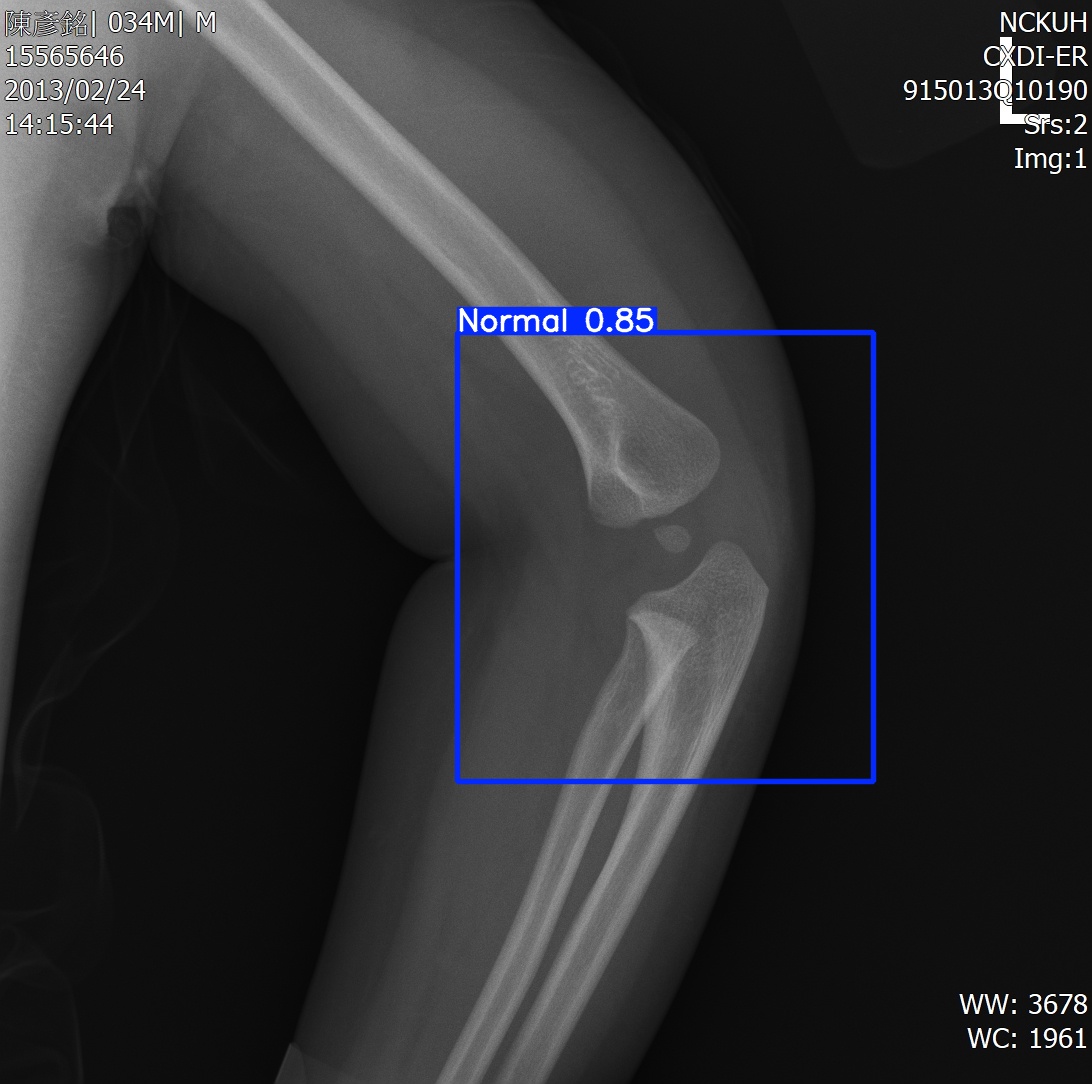 陳彥銘| 034M| M
15565646
2013/02/24
14:15:44
NCKUH
CXDI-ER
915013Q10190
L
Srs:2
Img:1
Normal 0.85
WW: 3678
WC: 1961